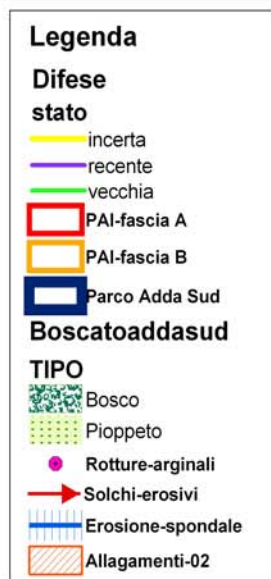 Legenda
Difese
stato
incerta
recente
vecchia
PAI-fascia A
PAI-fascia B
Parco Adda Sud
Boscatoaddasud
TIPO
Bosco
Pioppeto
Rotture-arginali
Solchi-erosivi
Erosione-spondale
Allagamenti-02